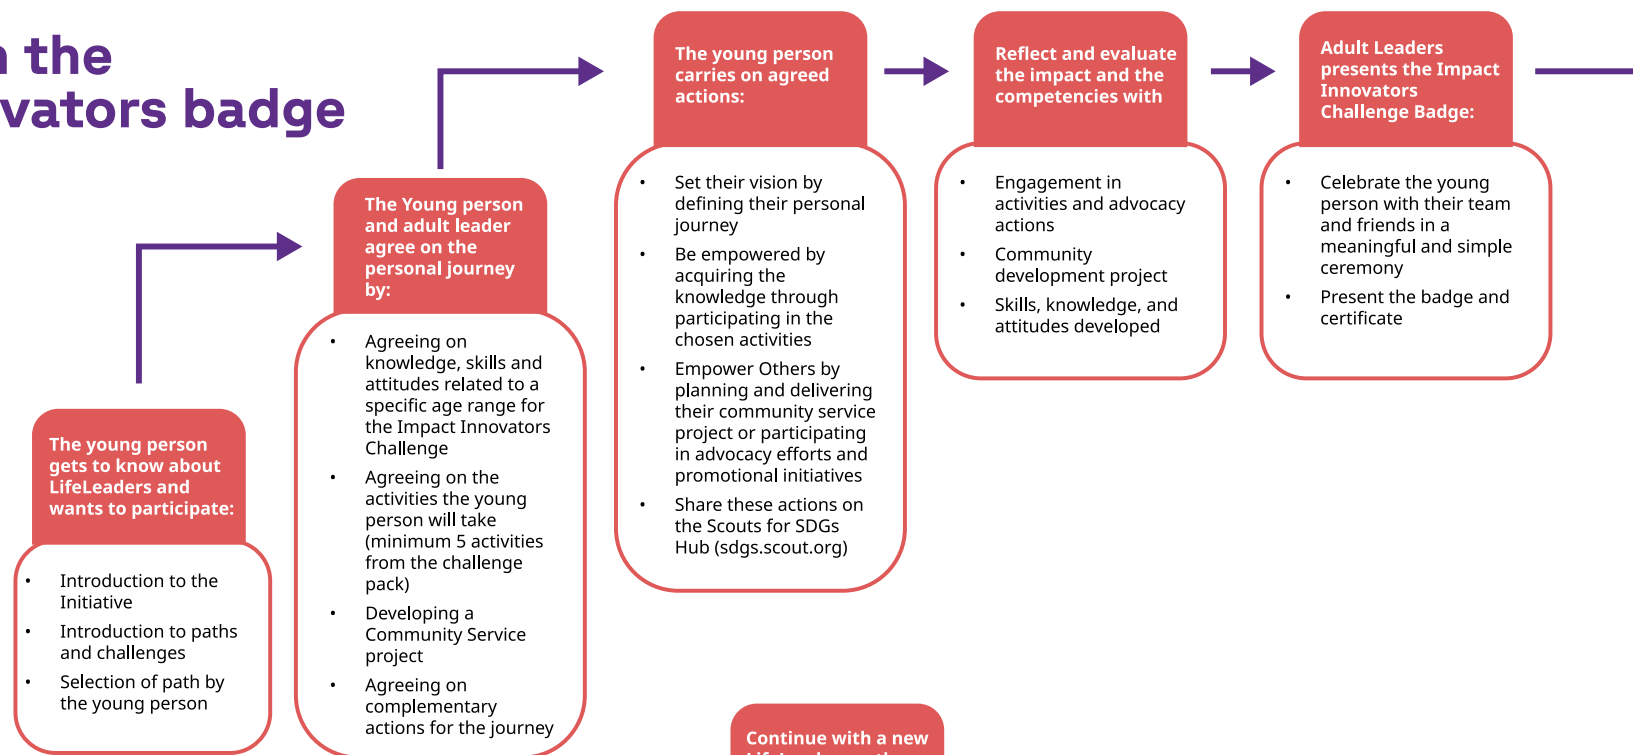 the
vators badge
The young person
gets to know about
LifeLeaders and
wants to participate:
• Introduction to the
Initiative
• Introduction to paths
and challenges
• Selection of path by
the young person
The Young person
and adult leader
agree on the
personal journey
by:
• Agreeing on
knowledge, skills and
attitudes related to a
specific age range for
the Impact Innovators
Challenge
• Agreeing on the
activities the young
person will take
(minimum 5 activities
from the challenge
pack)
• Developing a
Community Service
project
• Agreeing on
complementary
actions for the journey
The young person
carries on agreed
actions:
• Set their vision by
defining their personal
journey
• Be empowered by
acquiring the
knowledge through
participating in the
chosen activities
• Empower Others by
planning and delivering
their community service
project or participating
in advocacy efforts and
promotional initiatives
• Share these actions on
the Scouts for SDGs
Hub (sdgs.scout.org)
Reflect and evaluate
the impact and the
competencies with
• Engagement in
activities and advocacy
actions
• Community
development project
• Skills, knowledge, and
attitudes developed
Adult Leaders
presents the Impact
Innovators
Challenge Badge:
• Celebrate the young
person with their team
and friends in a
meaningful and simple
ceremony
• Present the badge and
certificate
Continue with a new